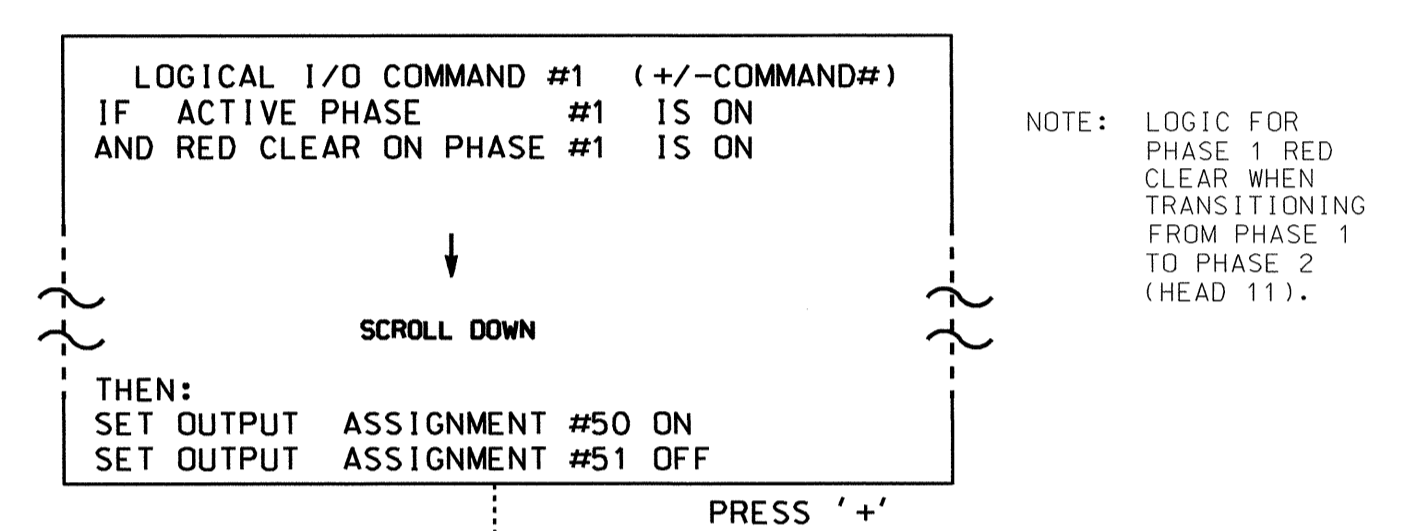 LOGICAL I/O COMMAND #1 (+/-COMMAND#)
IF ACTIVE PHASE #1 IS ON
AND RED CLEAR ON PHASE #1 IS ON
SCROLL DOWN
THEN:
SET OUTPUT ASSIGNMENT #50 ON
SET OUTPUT ASSIGNMENT #51 OFF
PRESS '+'
NOTE: LOGIC FOR
PHASE 1 RED
CLEAR WHEN
TRANSITIONING
FROM PHASE 1
TO PHASE 2
(HEAD 11).